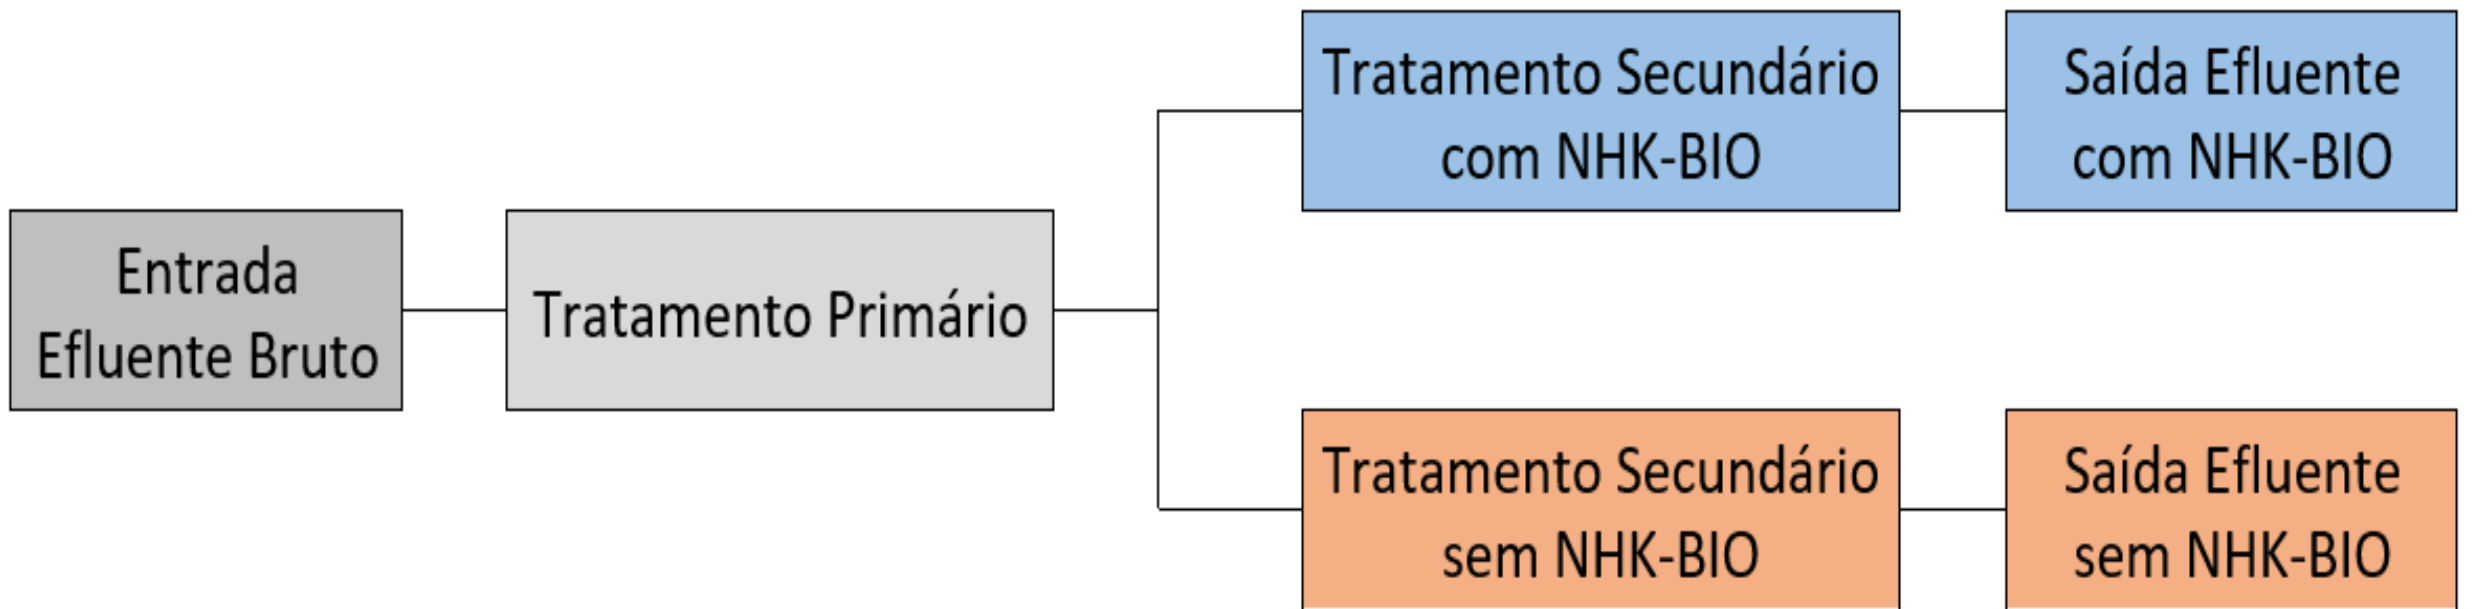 Entrada
Efluente Bruto
Tratamento Primário
Tratamento Secundário
com NHK-BIO
Saída Efluente
com NHK-BIO
Tratamento Secundário
sem NHK-BIO
Saída Efluente
sem NHK-BIO